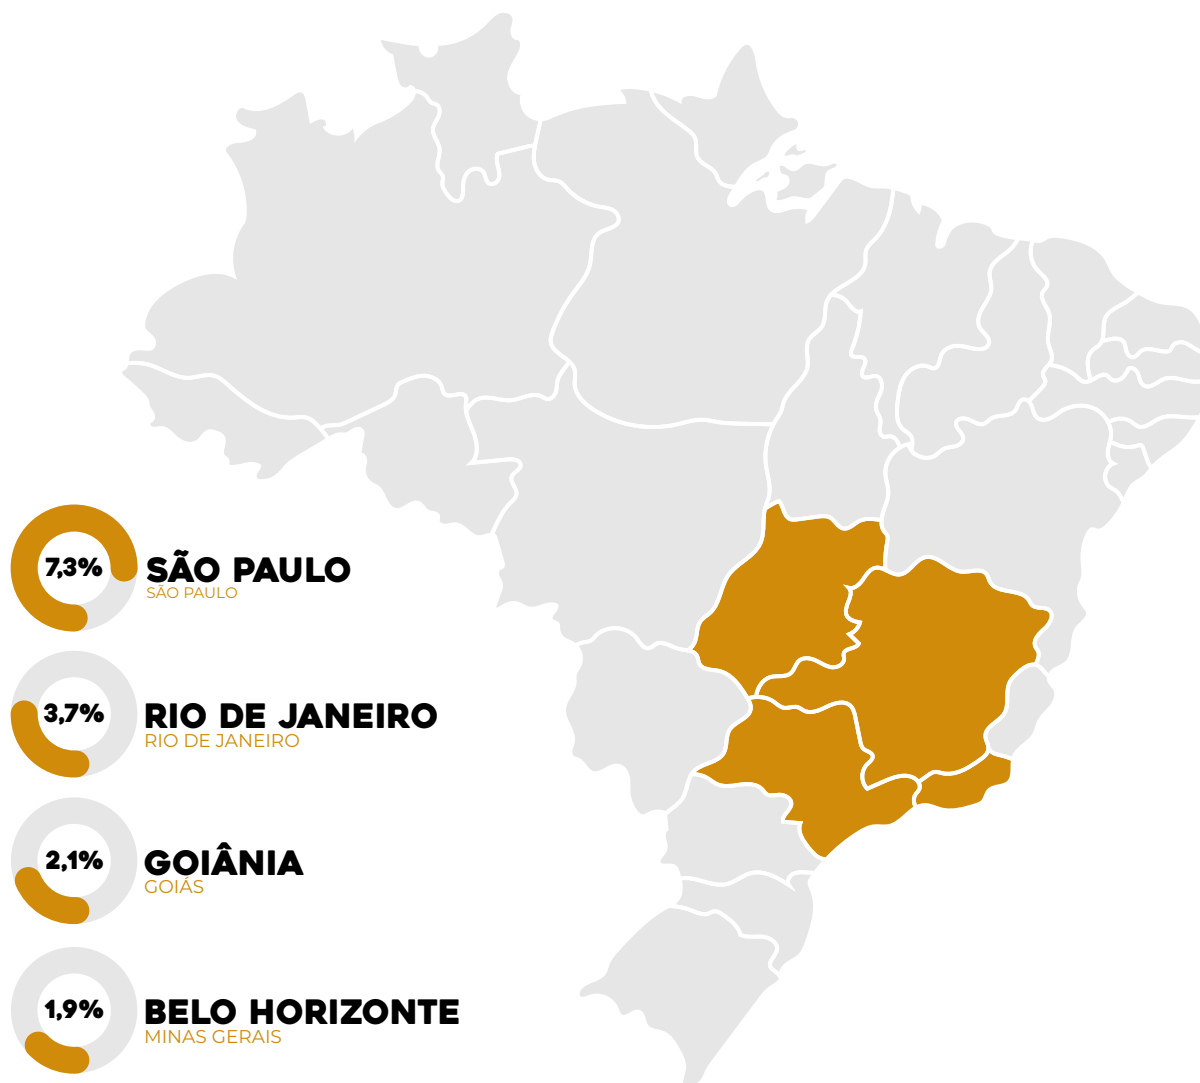 7,3%
SÃO PAULO
SÃO PAULO
3,7%
RIO DE JANEIRO
RIO DE JANEIRO
2,1%
GOIÂNIA
GOIÁS
1,9%
BELO HORIZONTE
MINAS GERAIS